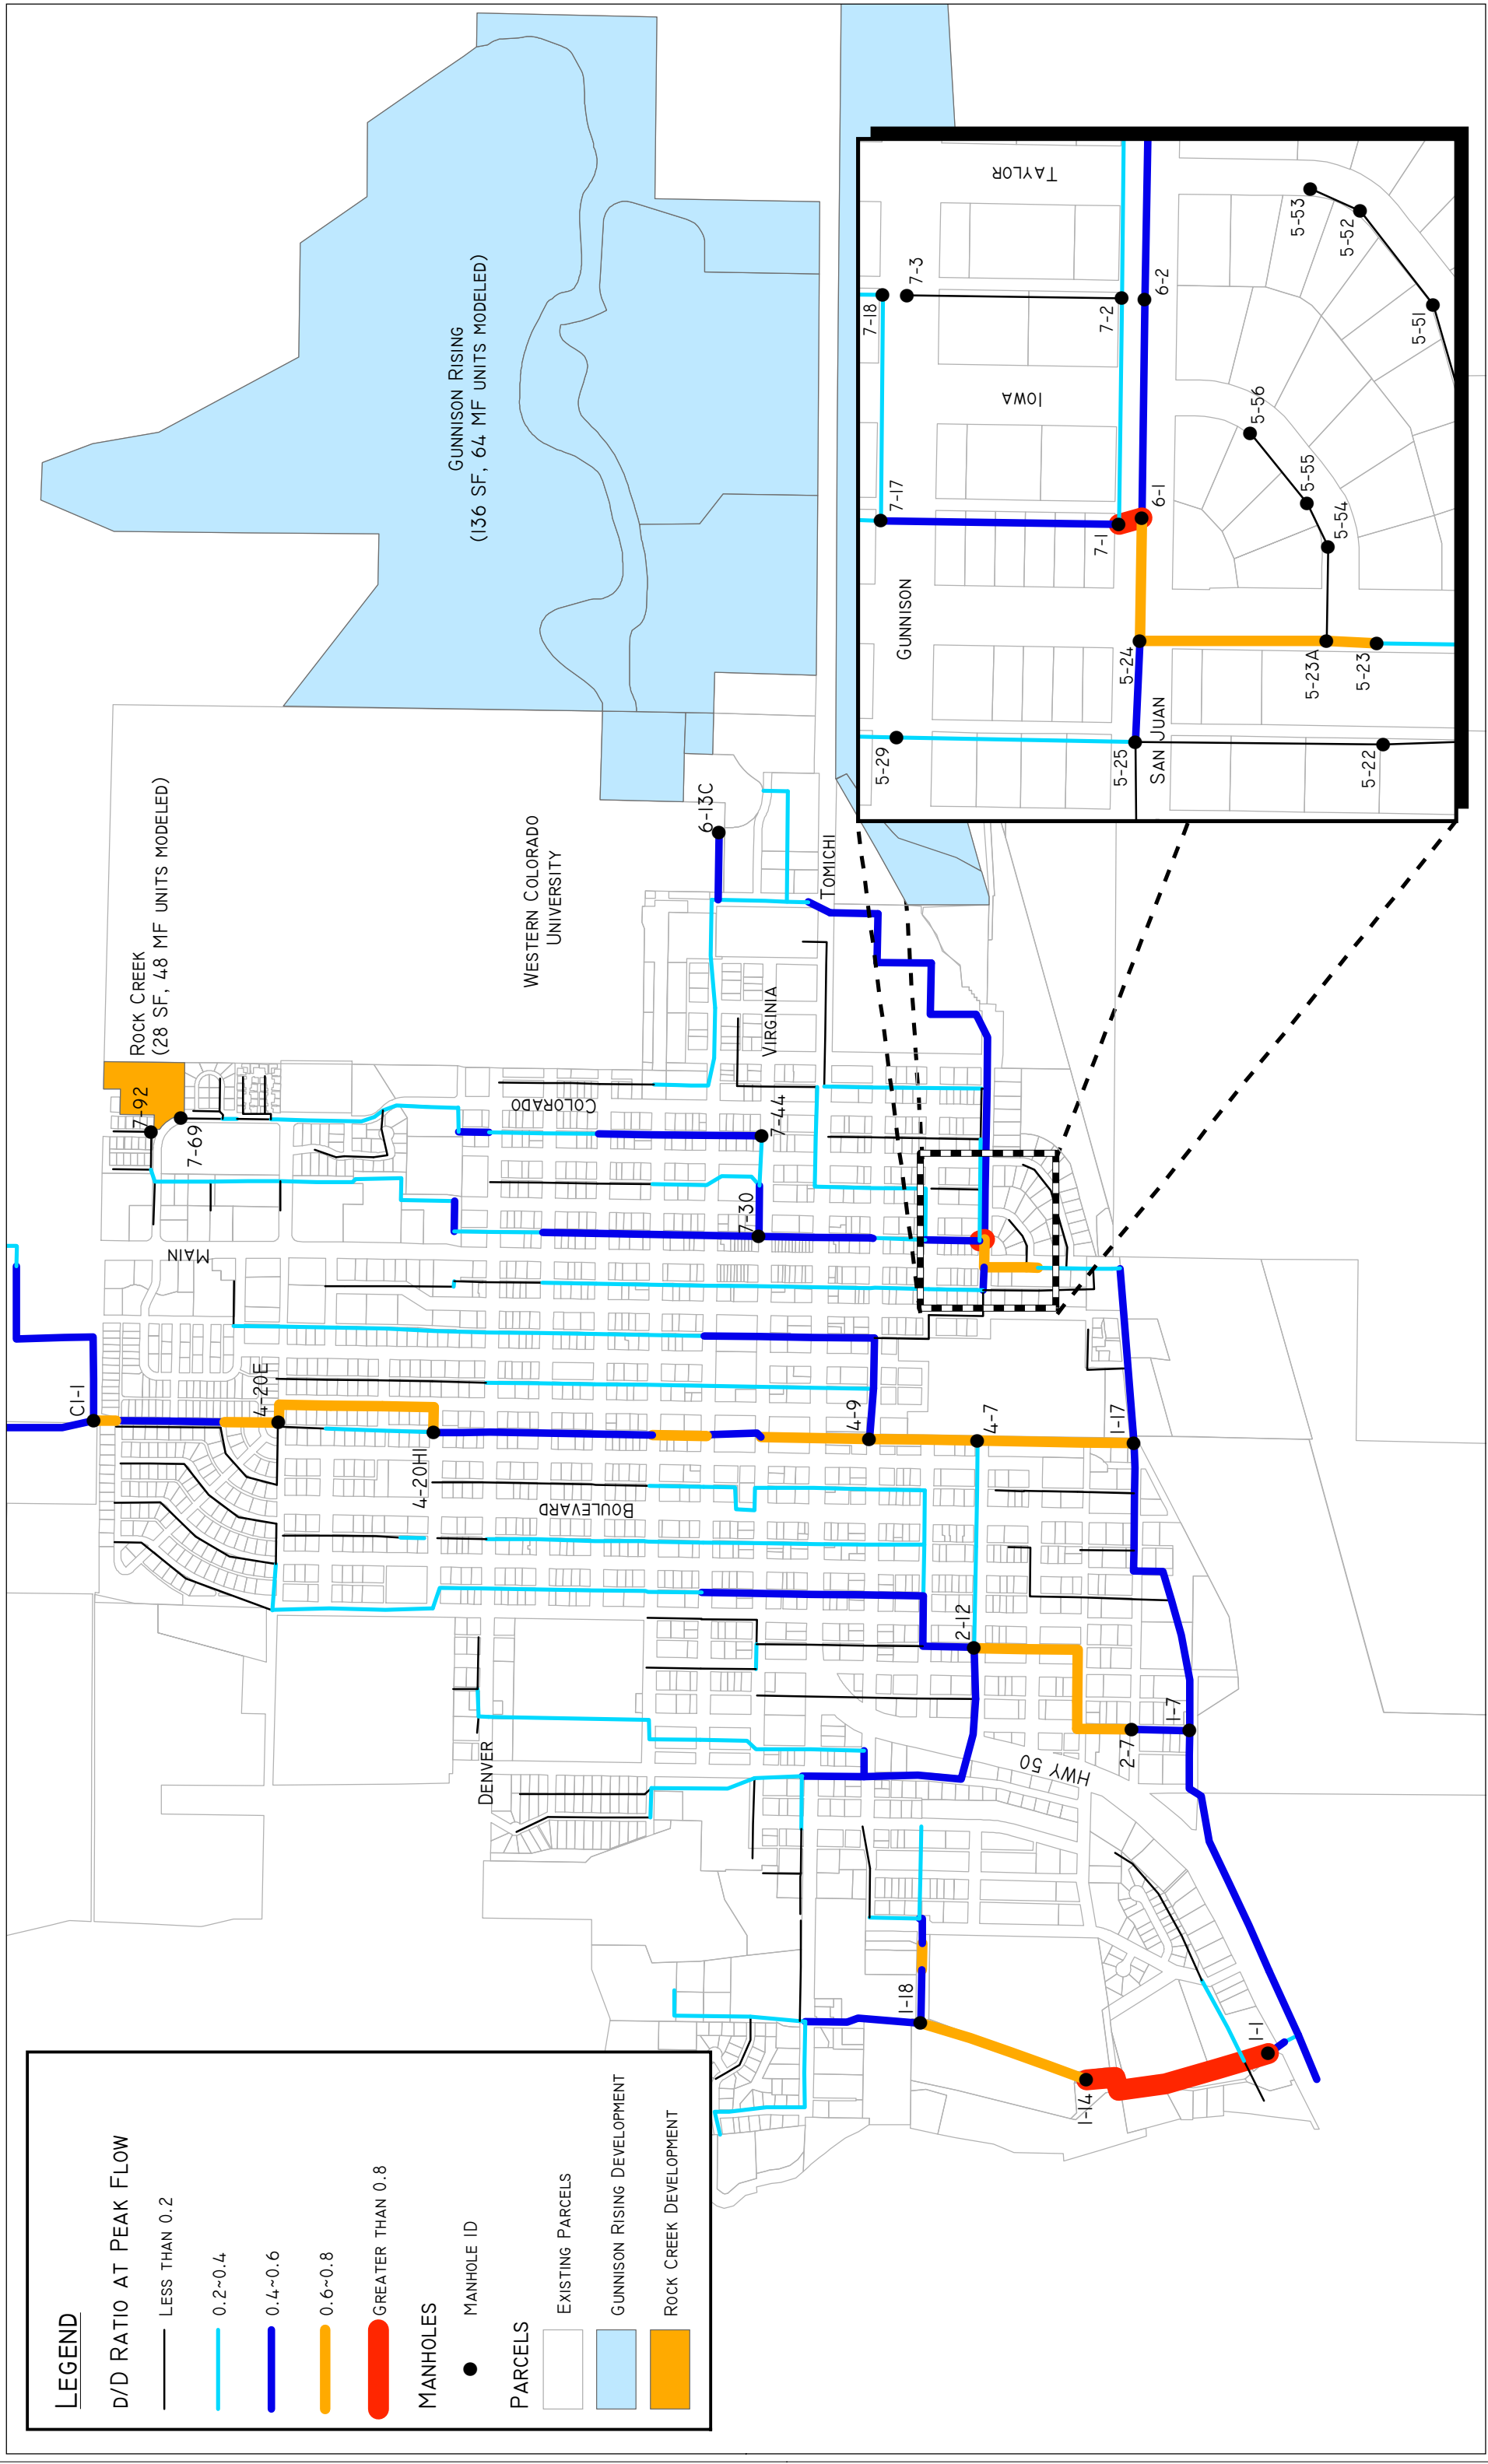 LEGEND
D/D RATIO AT PEAK FLOW
LESS THAN 0.2
0.2~0.4
0.4~0.6
0.6~0.8
GREATER THAN 0.8
MANHOLES
MANHOLE ID
PARCELS
EXISTING PARCELS
GUNNISON RISING DEVELOPMENT
ROCK CREEK DEVELOPMENT
C1-1
4-20E
4-20H1
MAIN
7-92
7-69
ROCK CREEK
(28 SF, 48 MF UNITS MODELED)
GUNNISON RISING
(136 SF, 64 MF UNITS MODELED)
WESTERN COLORADO
UNIVERSITY
COLORADO
BOULEVARD
DENVER
6-13C
VIRGINIA
TOMICHI
7-44
7-30
4-9
4-7
2-12
1-17
1-7
2-7
HWY 50
1-18
1-14
1-1
7-18
7-3
TAYLOR
7-17
IOWA
GUNNISON
5-29
7-2
6-2
7-1
6-1
5-24
5-25
SAN JUAN
5-53
5-52
5-51
5-56
5-55
5-54
5-23A
5-23
5-22